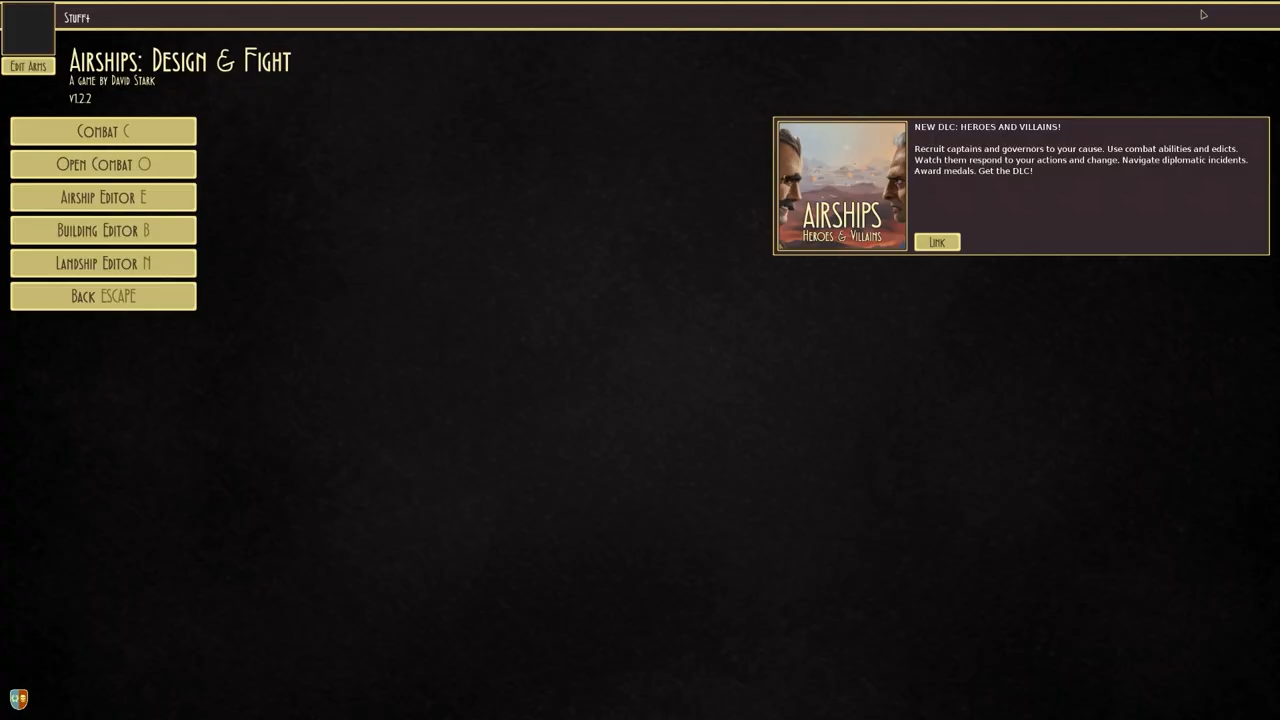 Stuff4
Edit Arms
Airships: Design & Fight
A game by David Stark
v1.2.2
Combat C
Open Combat O
Airship Editor E
Building Editor B
Landship Editor N
Back ESCAPE
AIRSHIPS
Heroes & Villains
NEW DLC: HEROES AND VILLAINS!
Recruit captains and governors to your cause. Use combat abilities and edicts.
Watch them respond to your actions and change. Navigate diplomatic incidents.
Award medals. Get the DLC!
Link